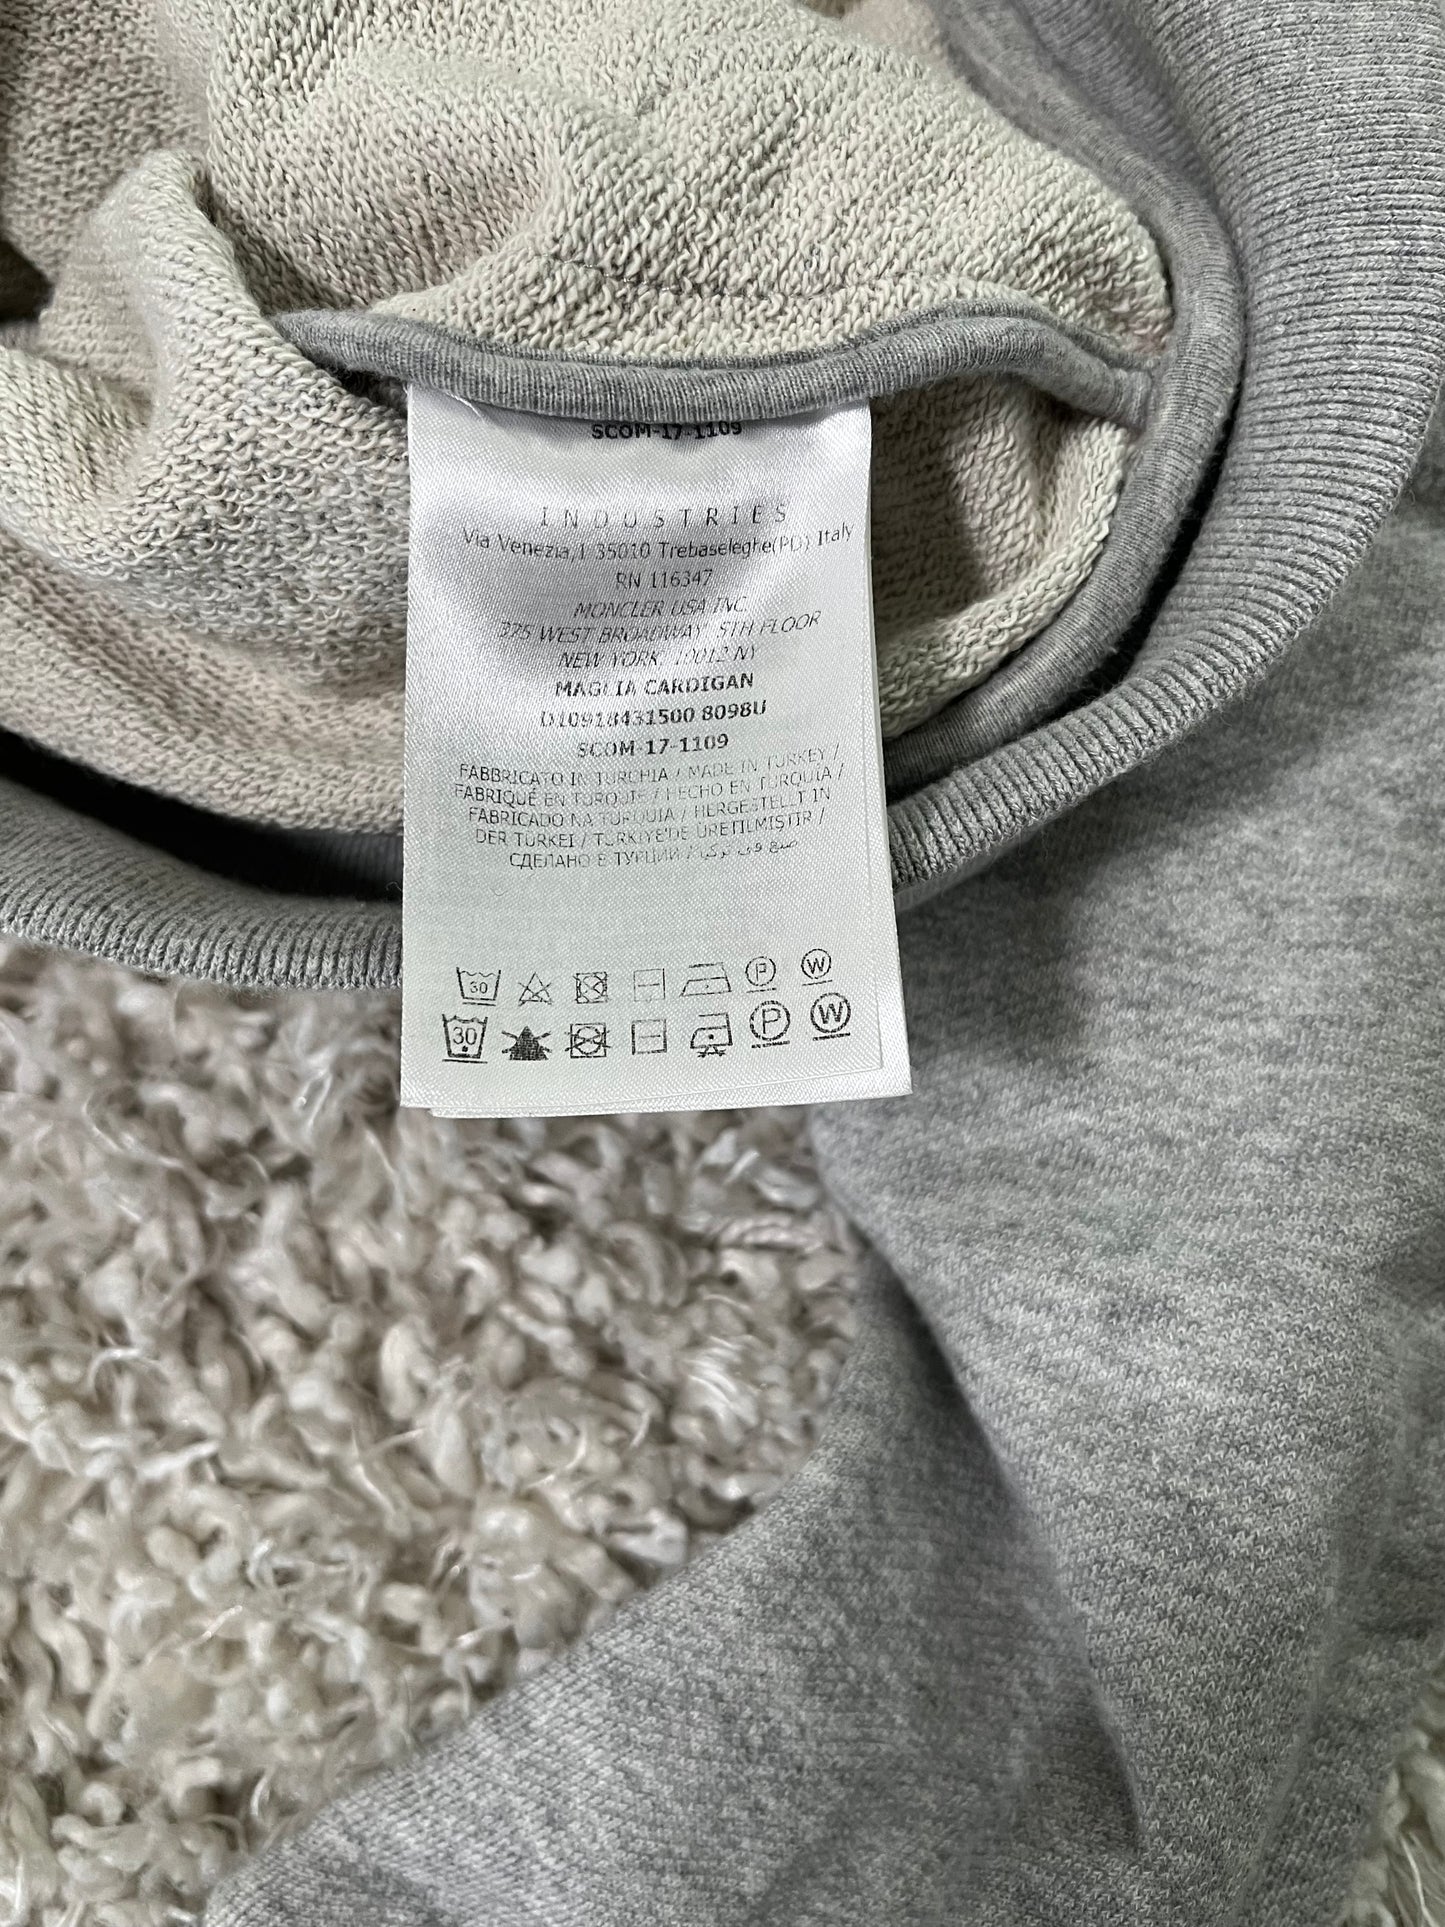 SCOM-17-1109
INDUSTRIES
Via Venezia,1 35010 Trebaseleghe(PD) Italy
RN 116347
MONCLER USA INC.
375 WEST BROADWAY 5TH FLOOR
NEW YORK, 10012 NY
MAGLIA CARDIGAN
D10918431500 8098U
SCOM-17-1109
FABBRICATO IN TURCHIA / MADE IN TURKEY /
FABRIQUÉ EN TURQUIE / HECHO EN TURQUÍA /
FABRICADO NA TURQUIA / HERGESTELLT IN
DER TÜRKEI / TÜRKIYE'DE ÜRETILMIŞTIR /
СДЕЛАНО В ТУРЦИИ / صنع في تركيا
30 P W
30 P W